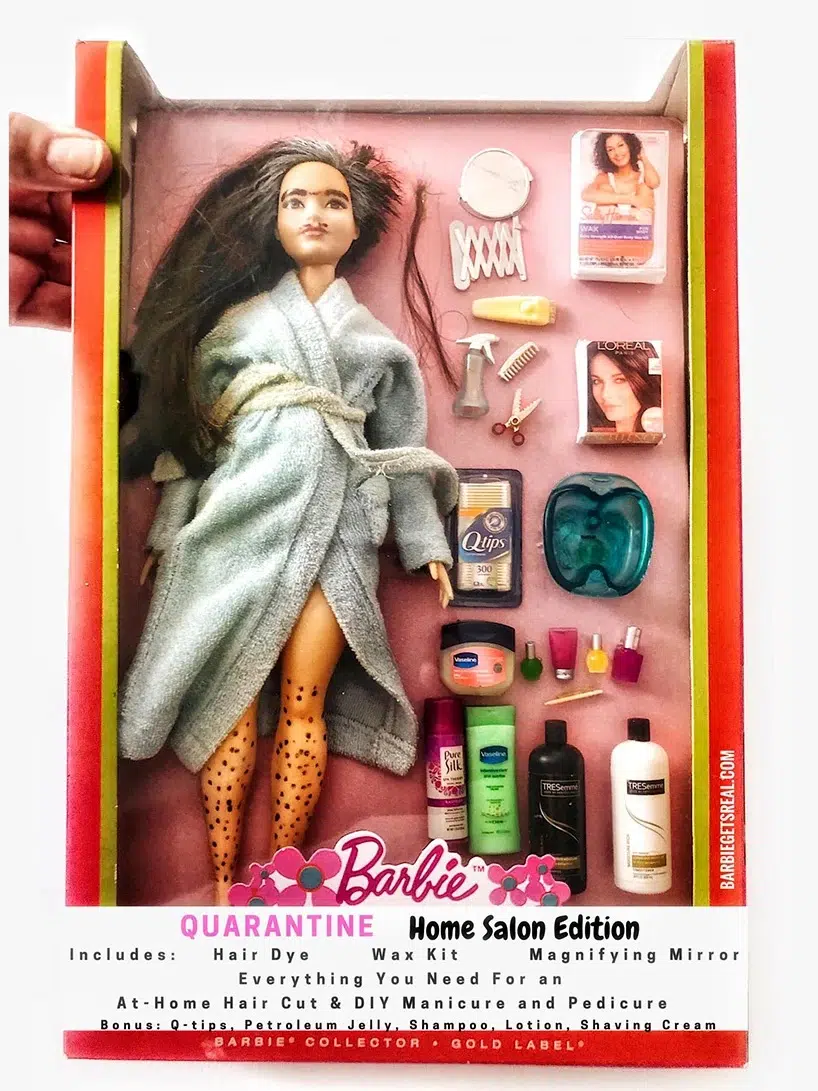 WAX
L'ORÉAL
PARIS
Q-tips
300
Vaseline
Pure
Silk
Vaseline
TRESemmé
TRESemmé
BARBIEGETSREAL.COM
Barbie™
QUARANTINE Home Salon Edition
Includes: Hair Dye Wax Kit Magnifying Mirror
Everything You Need For an
At-Home Hair Cut & DIY Manicure and Pedicure
Bonus: Q-tips, Petroleum Jelly, Shampoo, Lotion, Shaving Cream
BARBIE® COLLECTOR • GOLD LABEL®